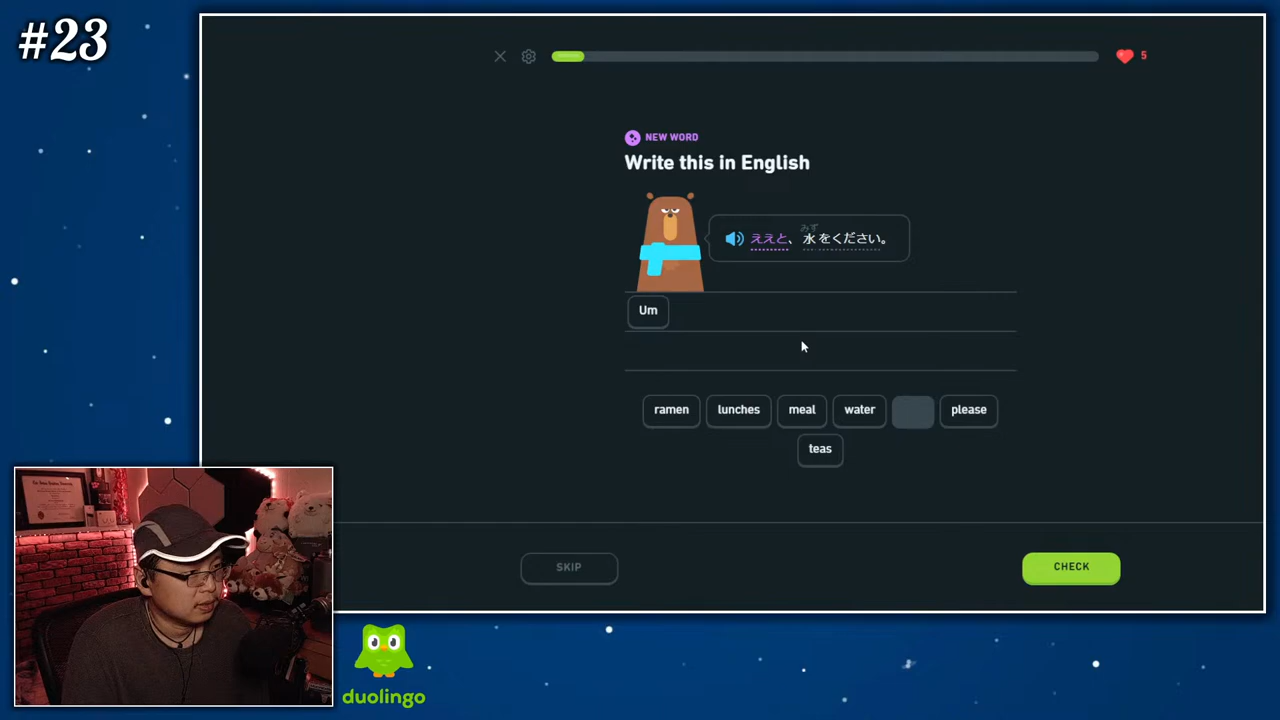 #23
5
NEW WORD
Write this in English
みず
ええと、水をください。
Um
ramen lunches meal water please
teas
SKIP
CHECK
duolingo